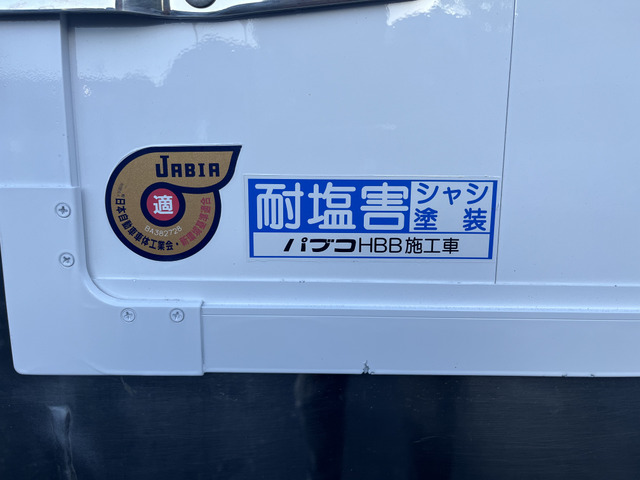 JABIA
適
BA382728
日本自動車車体工業会・
耐塩害
シャシ
塗装
パブコHBB施工車